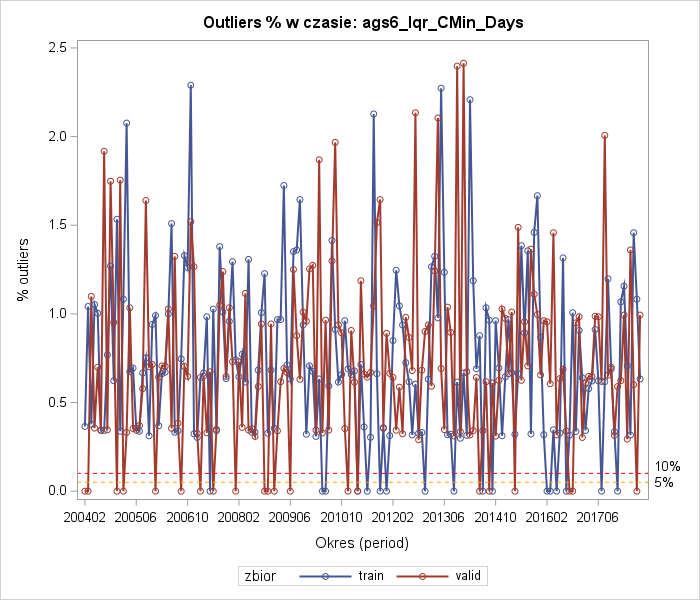 Outliers % w czasie: ags6_Iqr_CMin_Days
% outliers
2.5
2.0
1.5
1.0
0.5
0.0
10%
5%
200402 200506 200610 200802 200906 201010 201202 201306 201410 201602 201706
Okres (period)
zbior train valid